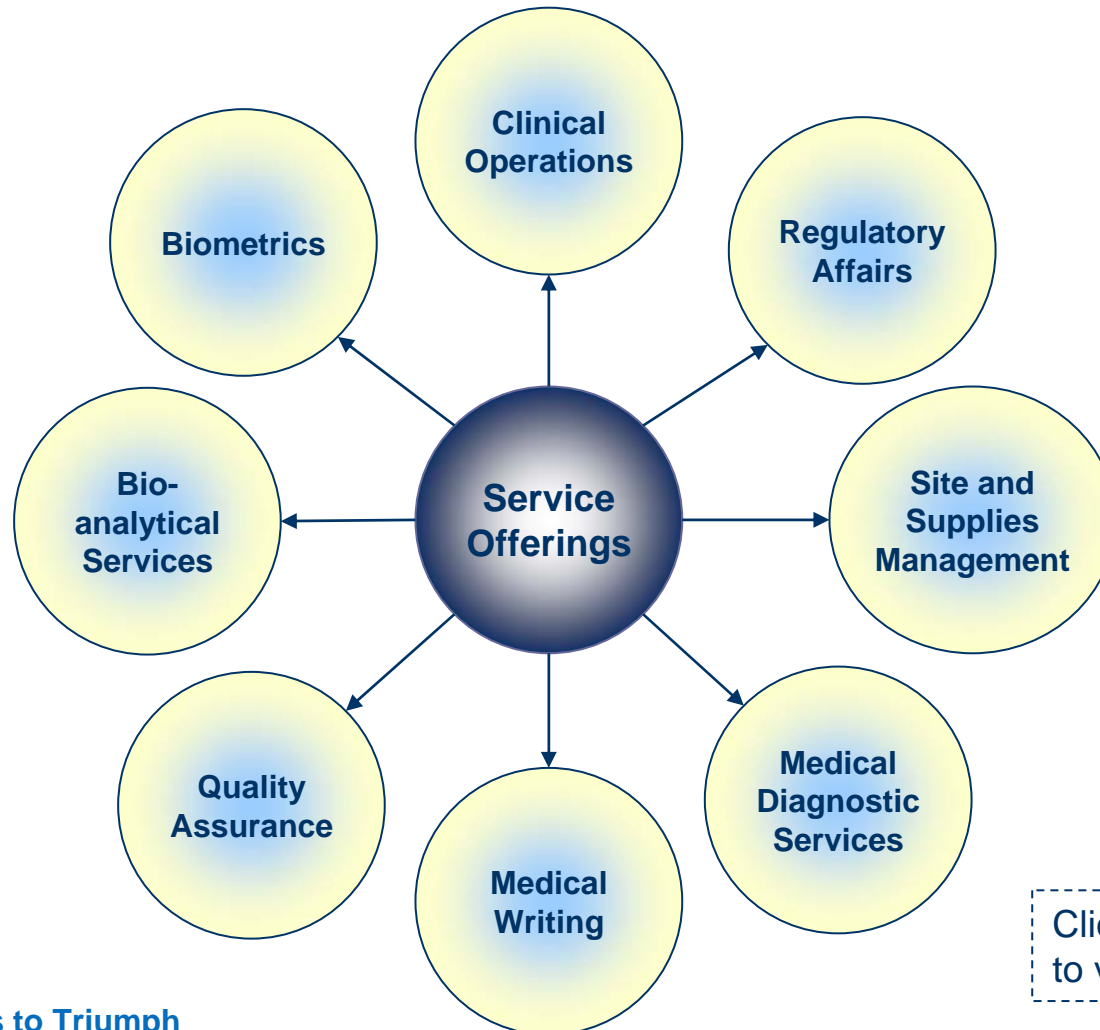 Clinical
Operations
Biometrics
Regulatory
Affairs
Bio-
analytical
Services
Service
Offerings
Site and
Supplies
Management
Quality
Assurance
Medical
Writing
Medical
Diagnostic
Services
to
to Triumph